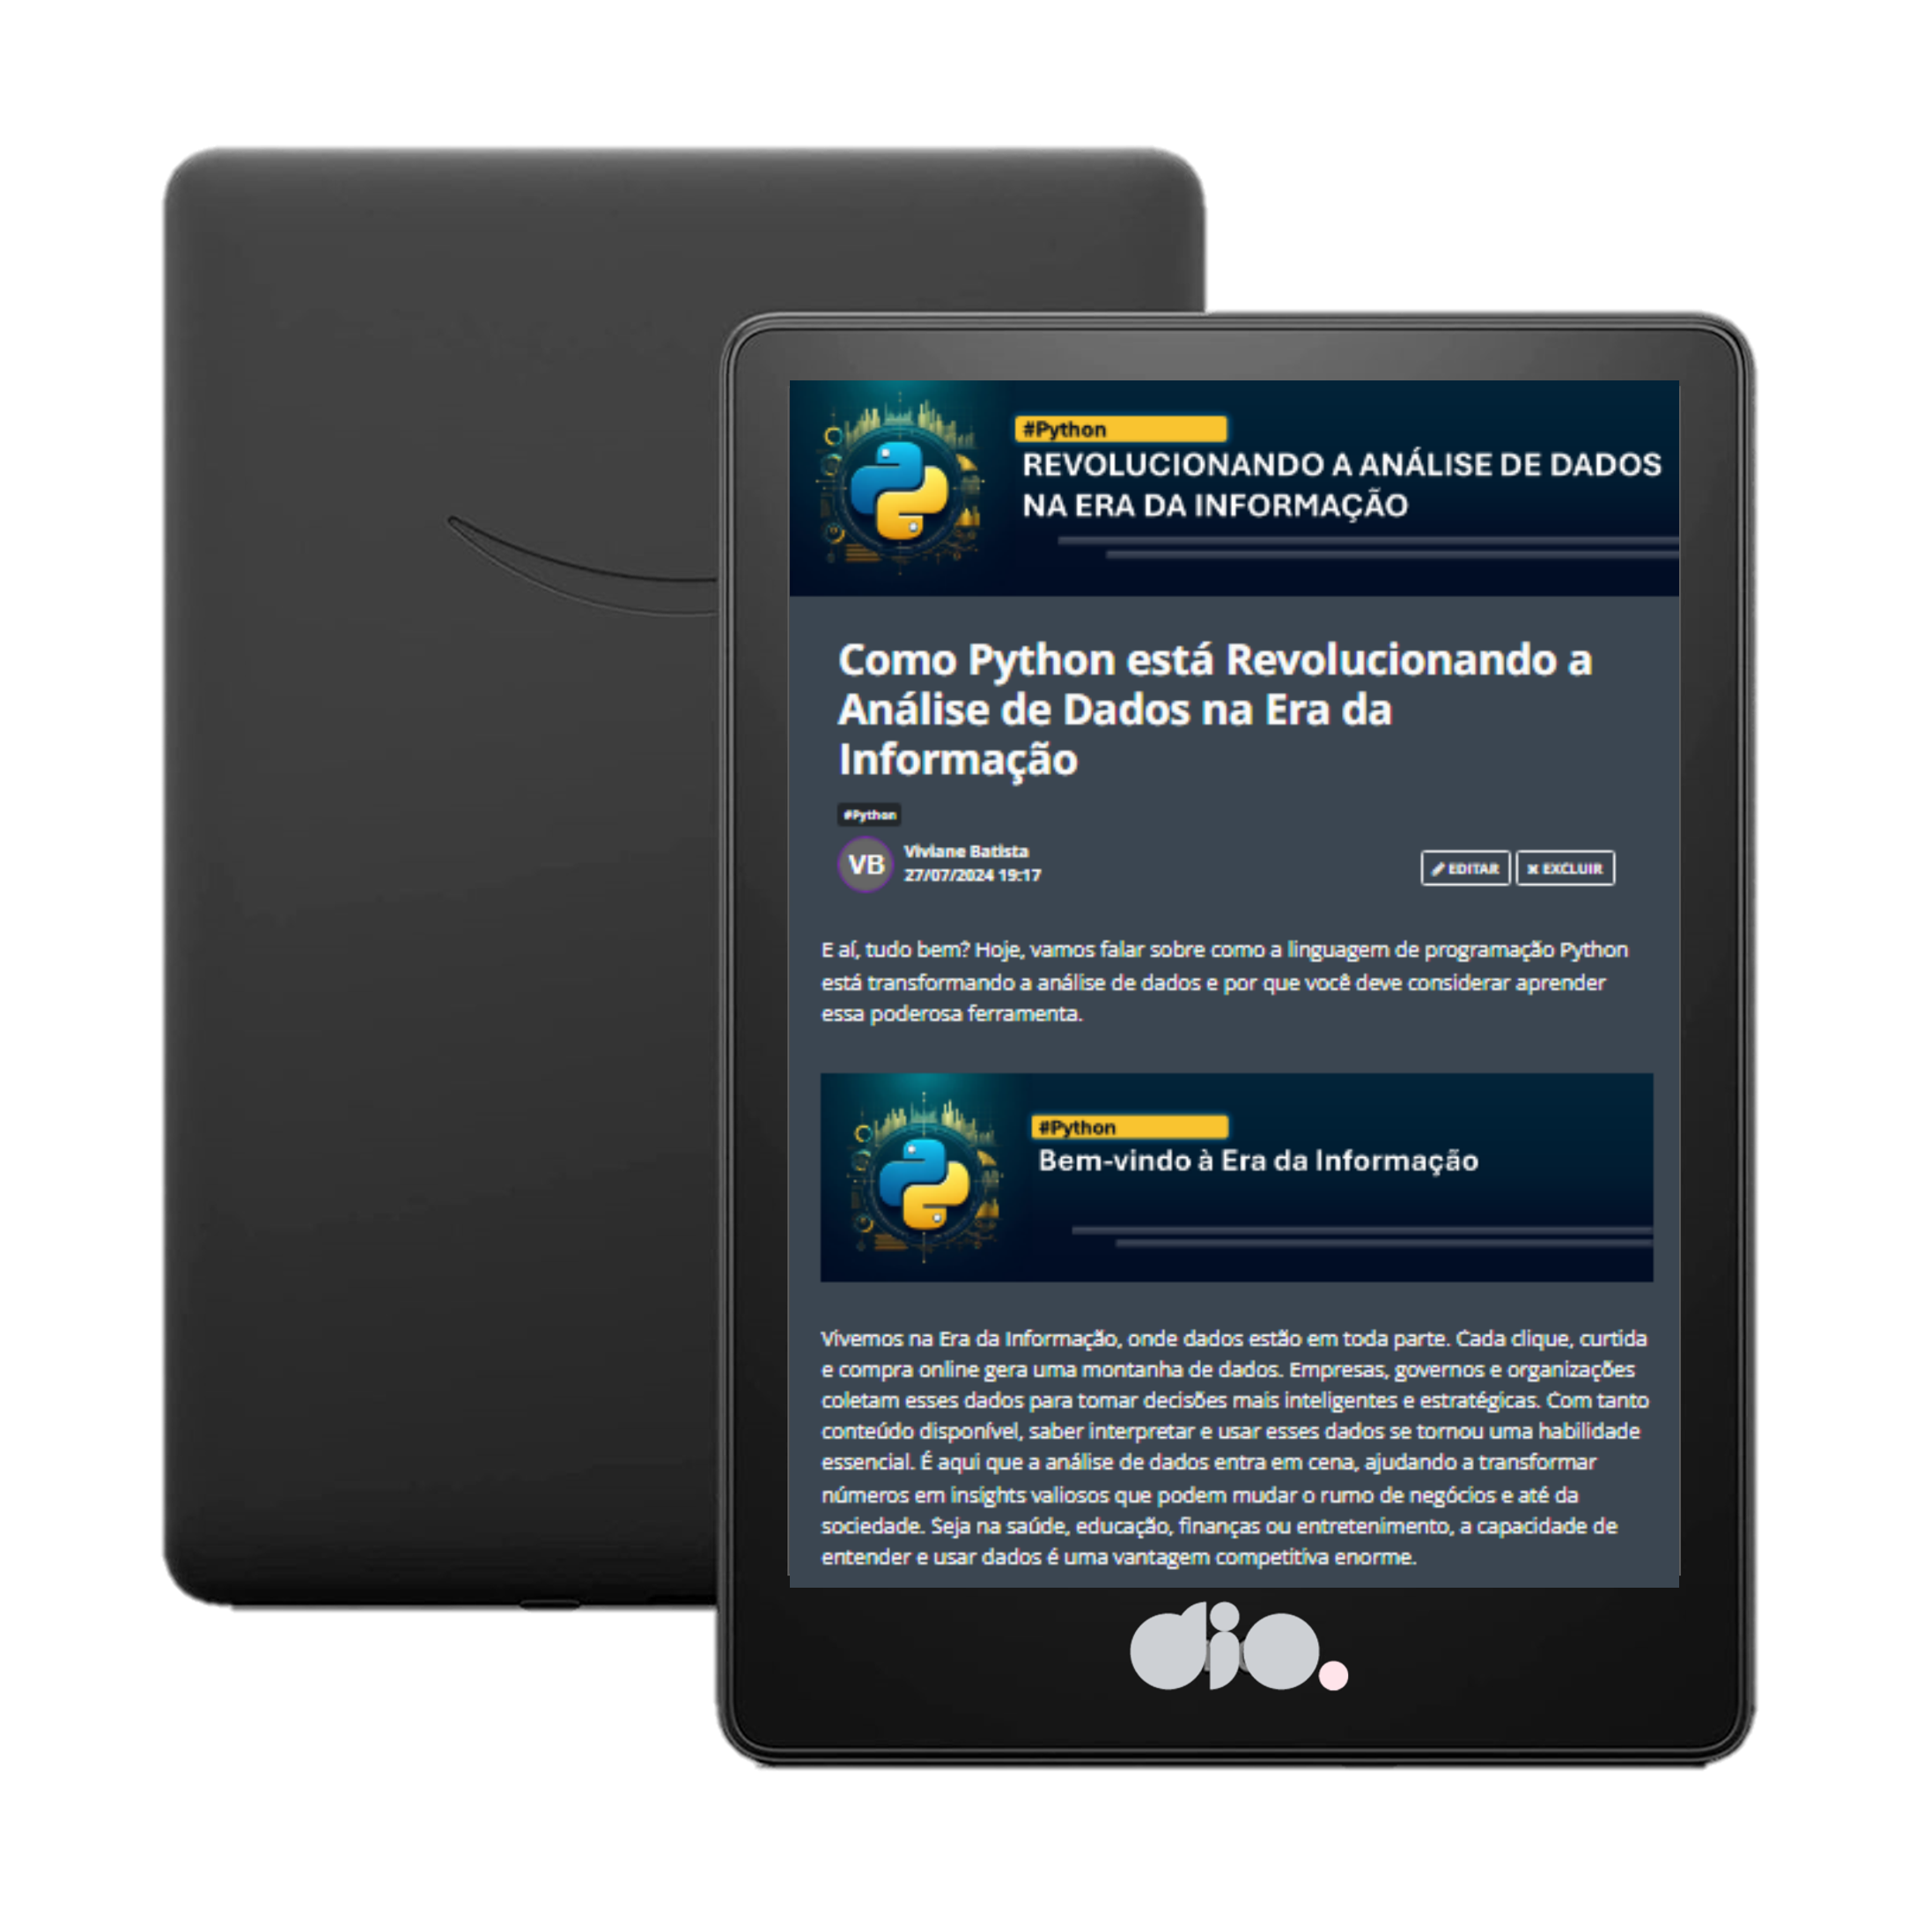 #Python
REVOLUCIONANDO A ANÁLISE DE DADOS
NA ERA DA INFORMAÇÃO
Como Python está Revolucionando a
Análise de Dados na Era da
Informação
#Python
VB
Viviane Batista
27/07/2024 19:17
EDITAR
EXCLUIR
E aí, tudo bem? Hoje, vamos falar sobre como a linguagem de programação Python
está transformando a análise de dados e por que você deve considerar aprender
essa poderosa ferramenta.
#Python
Bem-vindo à Era da Informação
Vivemos na Era da Informação, onde dados estão em toda parte. Cada clique, curtida
e compra online gera uma montanha de dados. Empresas, governos e organizações
coletam esses dados para tomar decisões mais inteligentes e estratégicas. Com tanto
conteúdo disponível, saber interpretar e usar esses dados se tornou uma habilidade
essencial. É aqui que a análise de dados entra em cena, ajudando a transformar
números em insights valiosos que podem mudar o rumo de negócios e até da
sociedade. Seja na saúde, educação, finanças ou entretenimento, a capacidade de
entender e usar dados é uma vantagem competitiva enorme.
dio.